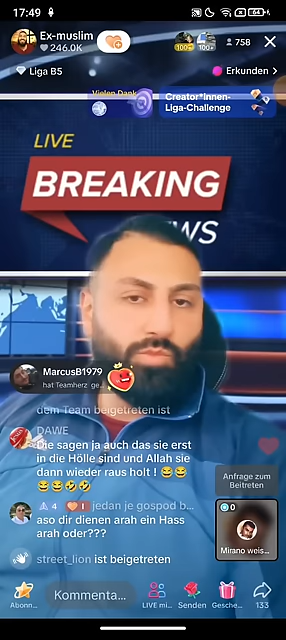 17:49
64
Ex-muslim
246.0K
100+
100+
758
Liga B5
Erkunden >
Vielen Dank
Creator*innen-
Liga-Challenge
LIVE
BREAKING
WS
MarcusB1979
hat Teamherz ge...
dem Team beigetreten ist
DAWE
Die sagen ja auch das sie erst
in die Hölle sind und Allah sie
dann wieder raus holt ! 😂😂
😂😂🤣🤣
4 1 jedan je gospod b...
aso dir dienen arah ein Hass
arah oder???
street_lion ist beigetreten
Anfrage zum
Beitreten
0
Mirano weis...
Kommenta...
Abonn...
LIVE mi...
Senden
Gesche...
133